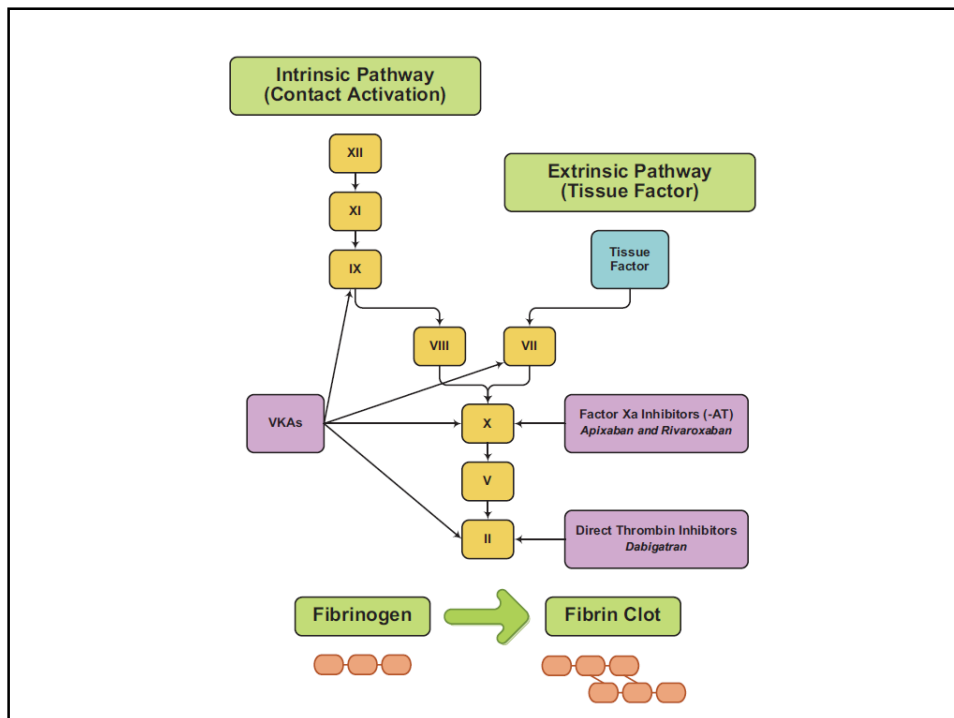 Intrinsic Pathway
(Contact Activation)
XII
Extrinsic Pathway
(Tissue Factor)
XI
Tissue
Factor
IX
VIII
VII
VKAs
X
Factor Xa Inhibitors (-AT)
Apixaban and Rivaroxaban
V
II
Direct Thrombin Inhibitors
Dabigatran
Fibrinogen
Fibrin Clot